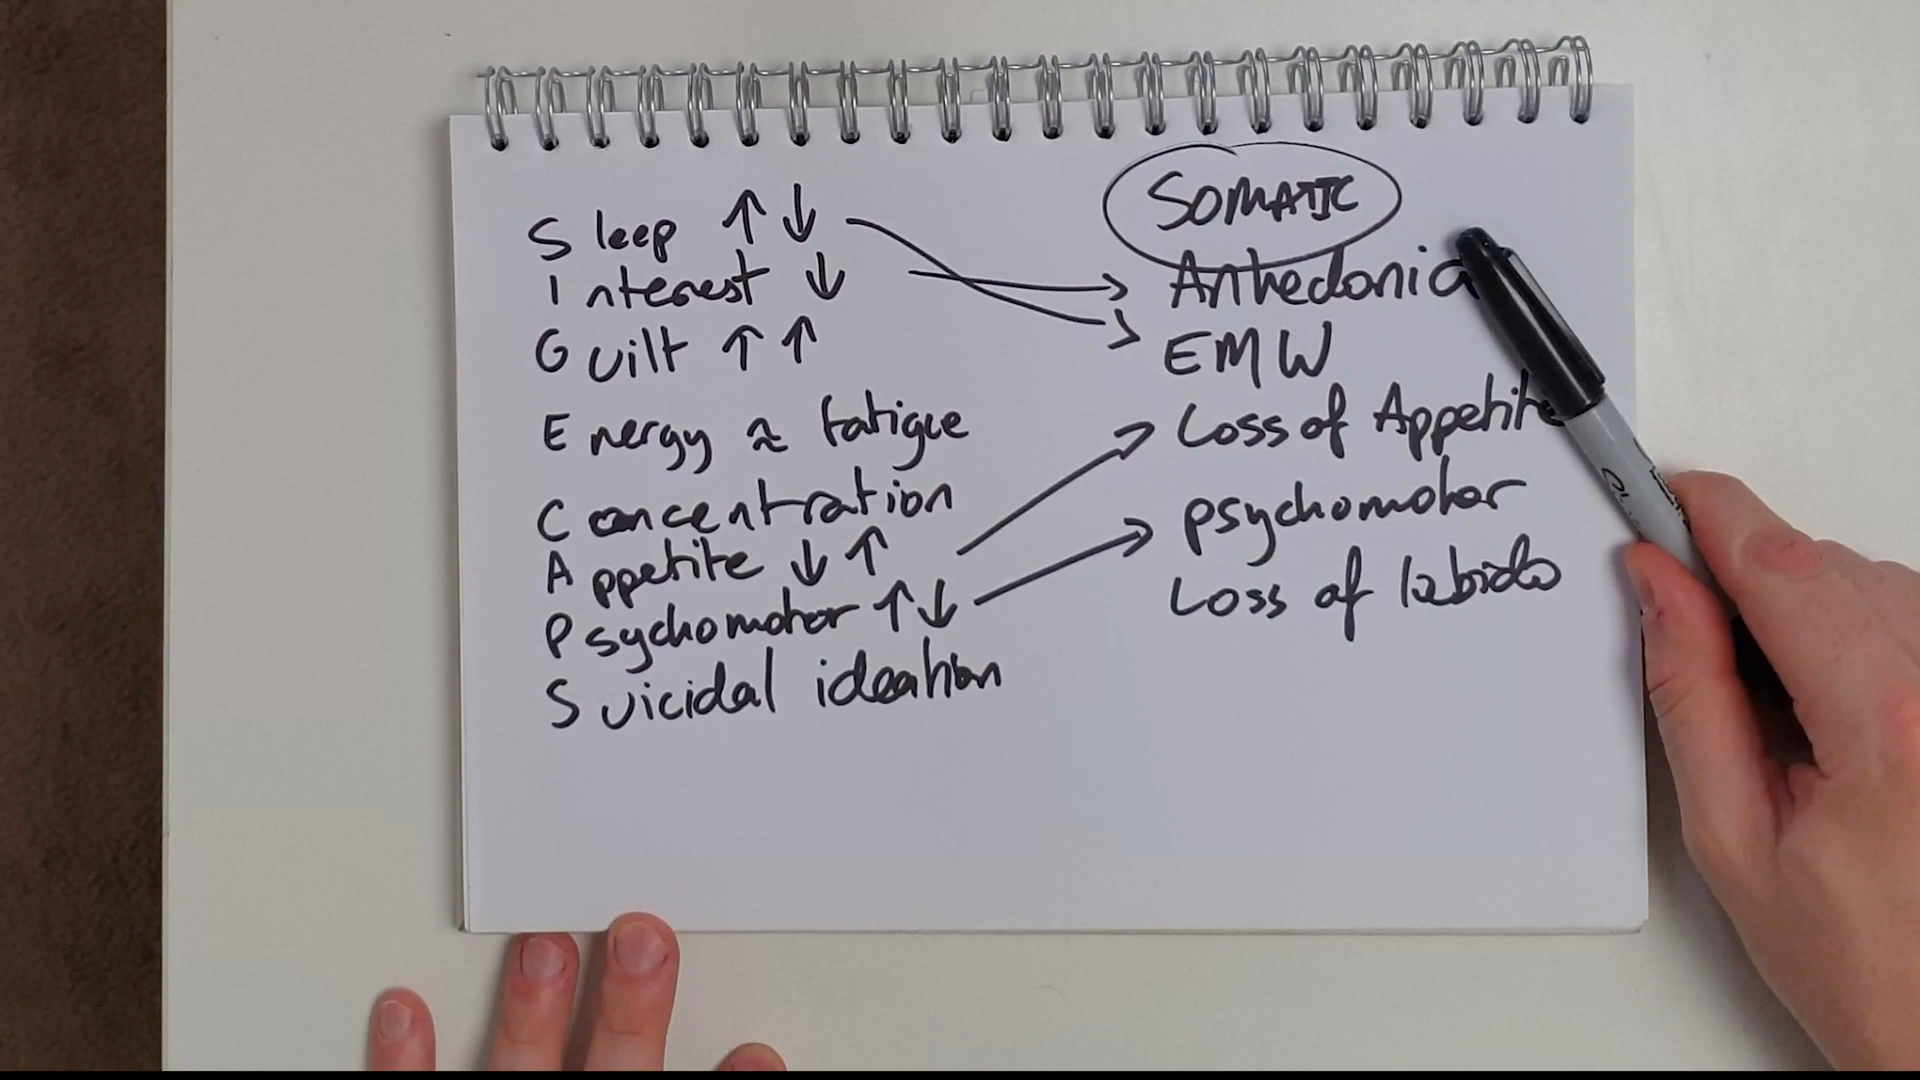 Sleep ↑↓
Interest ↓
Guilt ↑↑
Energy ≈ fatigue
Concentration
Appetite ↓↑
Psychomotor ↑↓
Suicidal ideation
SOMATIC
Anhedonia
EMW
Loss of Appetite
psychomotor
Loss of labido